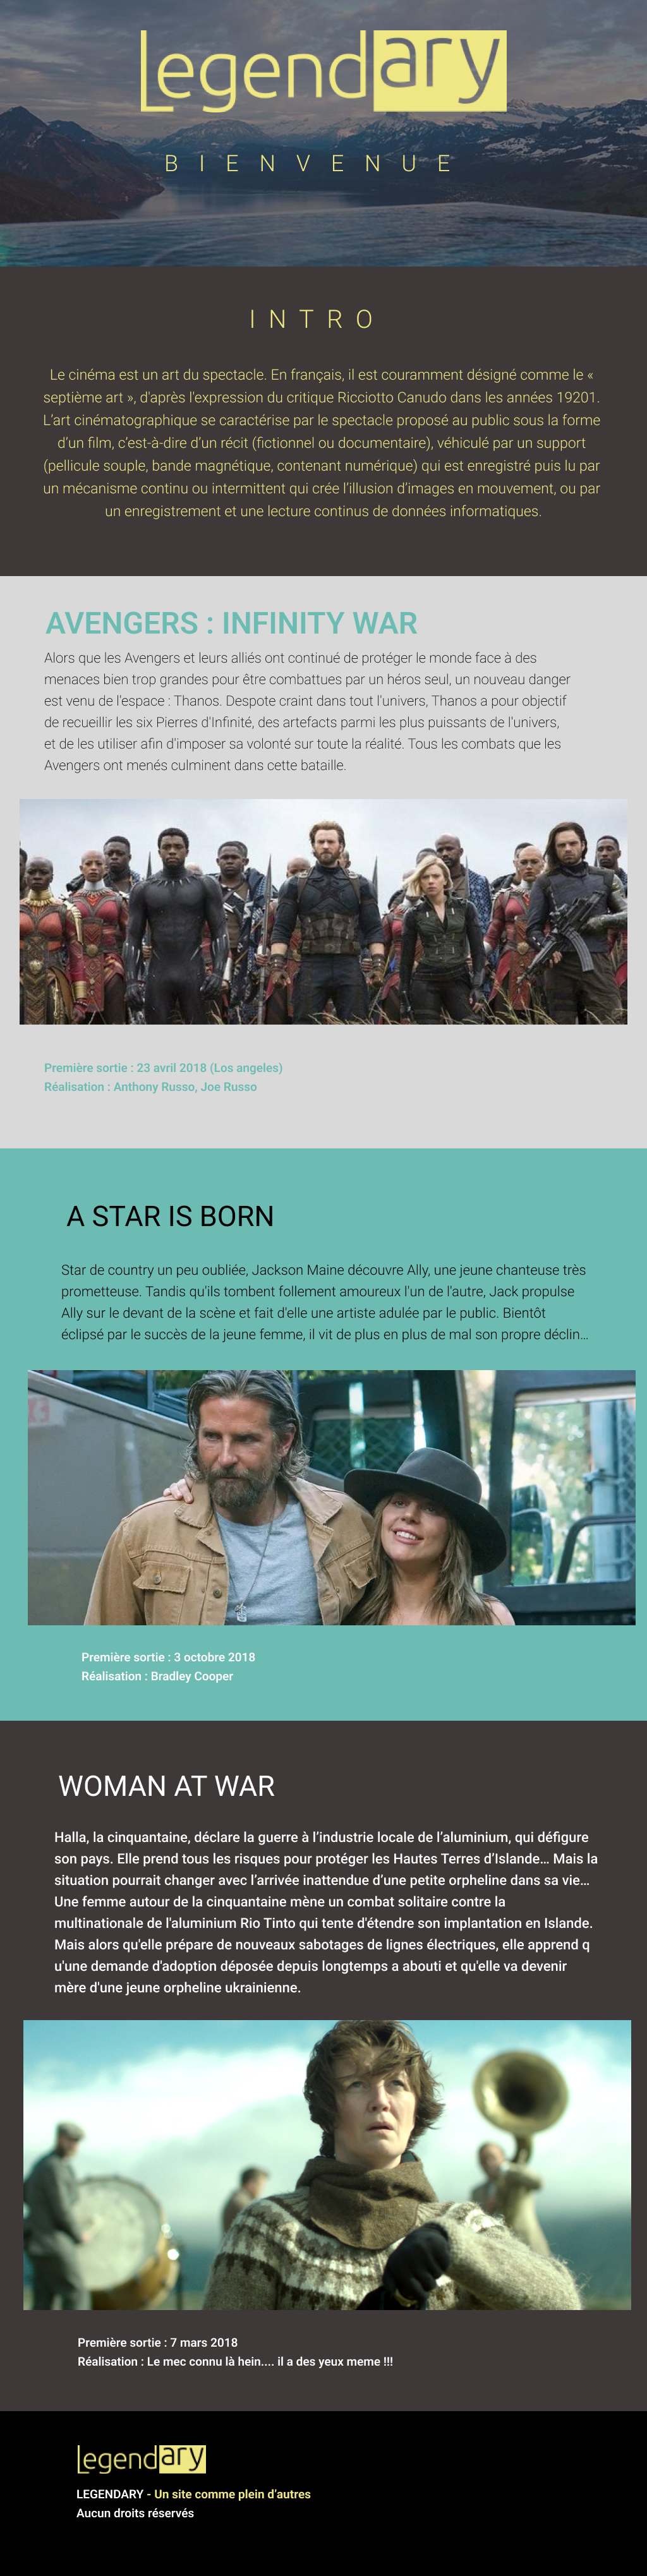 Legendary
BIENVENUE
INTRO
Le cinéma est un art du spectacle. En français, il est couramment désigné comme le «
septième art », d'après l'expression du critique Ricciotto Canudo dans les années 19201.
L’art cinématographique se caractérise par le spectacle proposé au public sous la forme
d’un film, c’est-à-dire d’un récit (fictionnel ou documentaire), véhiculé par un support
(pellicule souple, bande magnétique, contenant numérique) qui est enregistré puis lu par
un mécanisme continu ou intermittent qui crée l’illusion d’images en mouvement, ou par
un enregistrement et une lecture continus de données informatiques.
AVENGERS : INFINITY WAR
Alors que les Avengers et leurs alliés ont continué de protéger le monde face à des
menaces bien trop grandes pour être combattues par un héros seul, un nouveau danger
est venu de l'espace : Thanos. Despote craint dans tout l'univers, Thanos a pour objectif
de recueillir les six Pierres d'Infinité, des artefacts parmi les plus puissants de l'univers,
et de les utiliser afin d'imposer sa volonté sur toute la réalité. Tous les combats que les
Avengers ont menés culminent dans cette bataille.
Première sortie : 23 avril 2018 (Los angeles)
Réalisation : Anthony Russo, Joe Russo
A STAR IS BORN
Star de country un peu oubliée, Jackson Maine découvre Ally, une jeune chanteuse très
prometteuse. Tandis qu'ils tombent follement amoureux l'un de l'autre, Jack propulse
Ally sur le devant de la scène et fait d'elle une artiste adulée par le public. Bientôt
éclipsé par le succès de la jeune femme, il vit de plus en plus de mal son propre déclin…
Première sortie : 3 octobre 2018
Réalisation : Bradley Cooper
WOMAN AT WAR
Halla, la cinquantaine, déclare la guerre à l’industrie locale de l’aluminium, qui défigure
son pays. Elle prend tous les risques pour protéger les Hautes Terres d’Islande… Mais la
situation pourrait changer avec l’arrivée inattendue d’une petite orpheline dans sa vie…
Une femme autour de la cinquantaine mène un combat solitaire contre la
multinationale de l'aluminium Rio Tinto qui tente d'étendre son implantation en Islande.
Mais alors qu'elle prépare de nouveaux sabotages de lignes électriques, elle apprend q
u'une demande d'adoption déposée depuis longtemps a abouti et qu'elle va devenir
mère d'une jeune orpheline ukrainienne.
Première sortie : 7 mars 2018
Réalisation : Le mec connu là hein.... il a des yeux meme !!!
Legendary
LEGENDARY - Un site comme plein d’autres
Aucun droits réservés